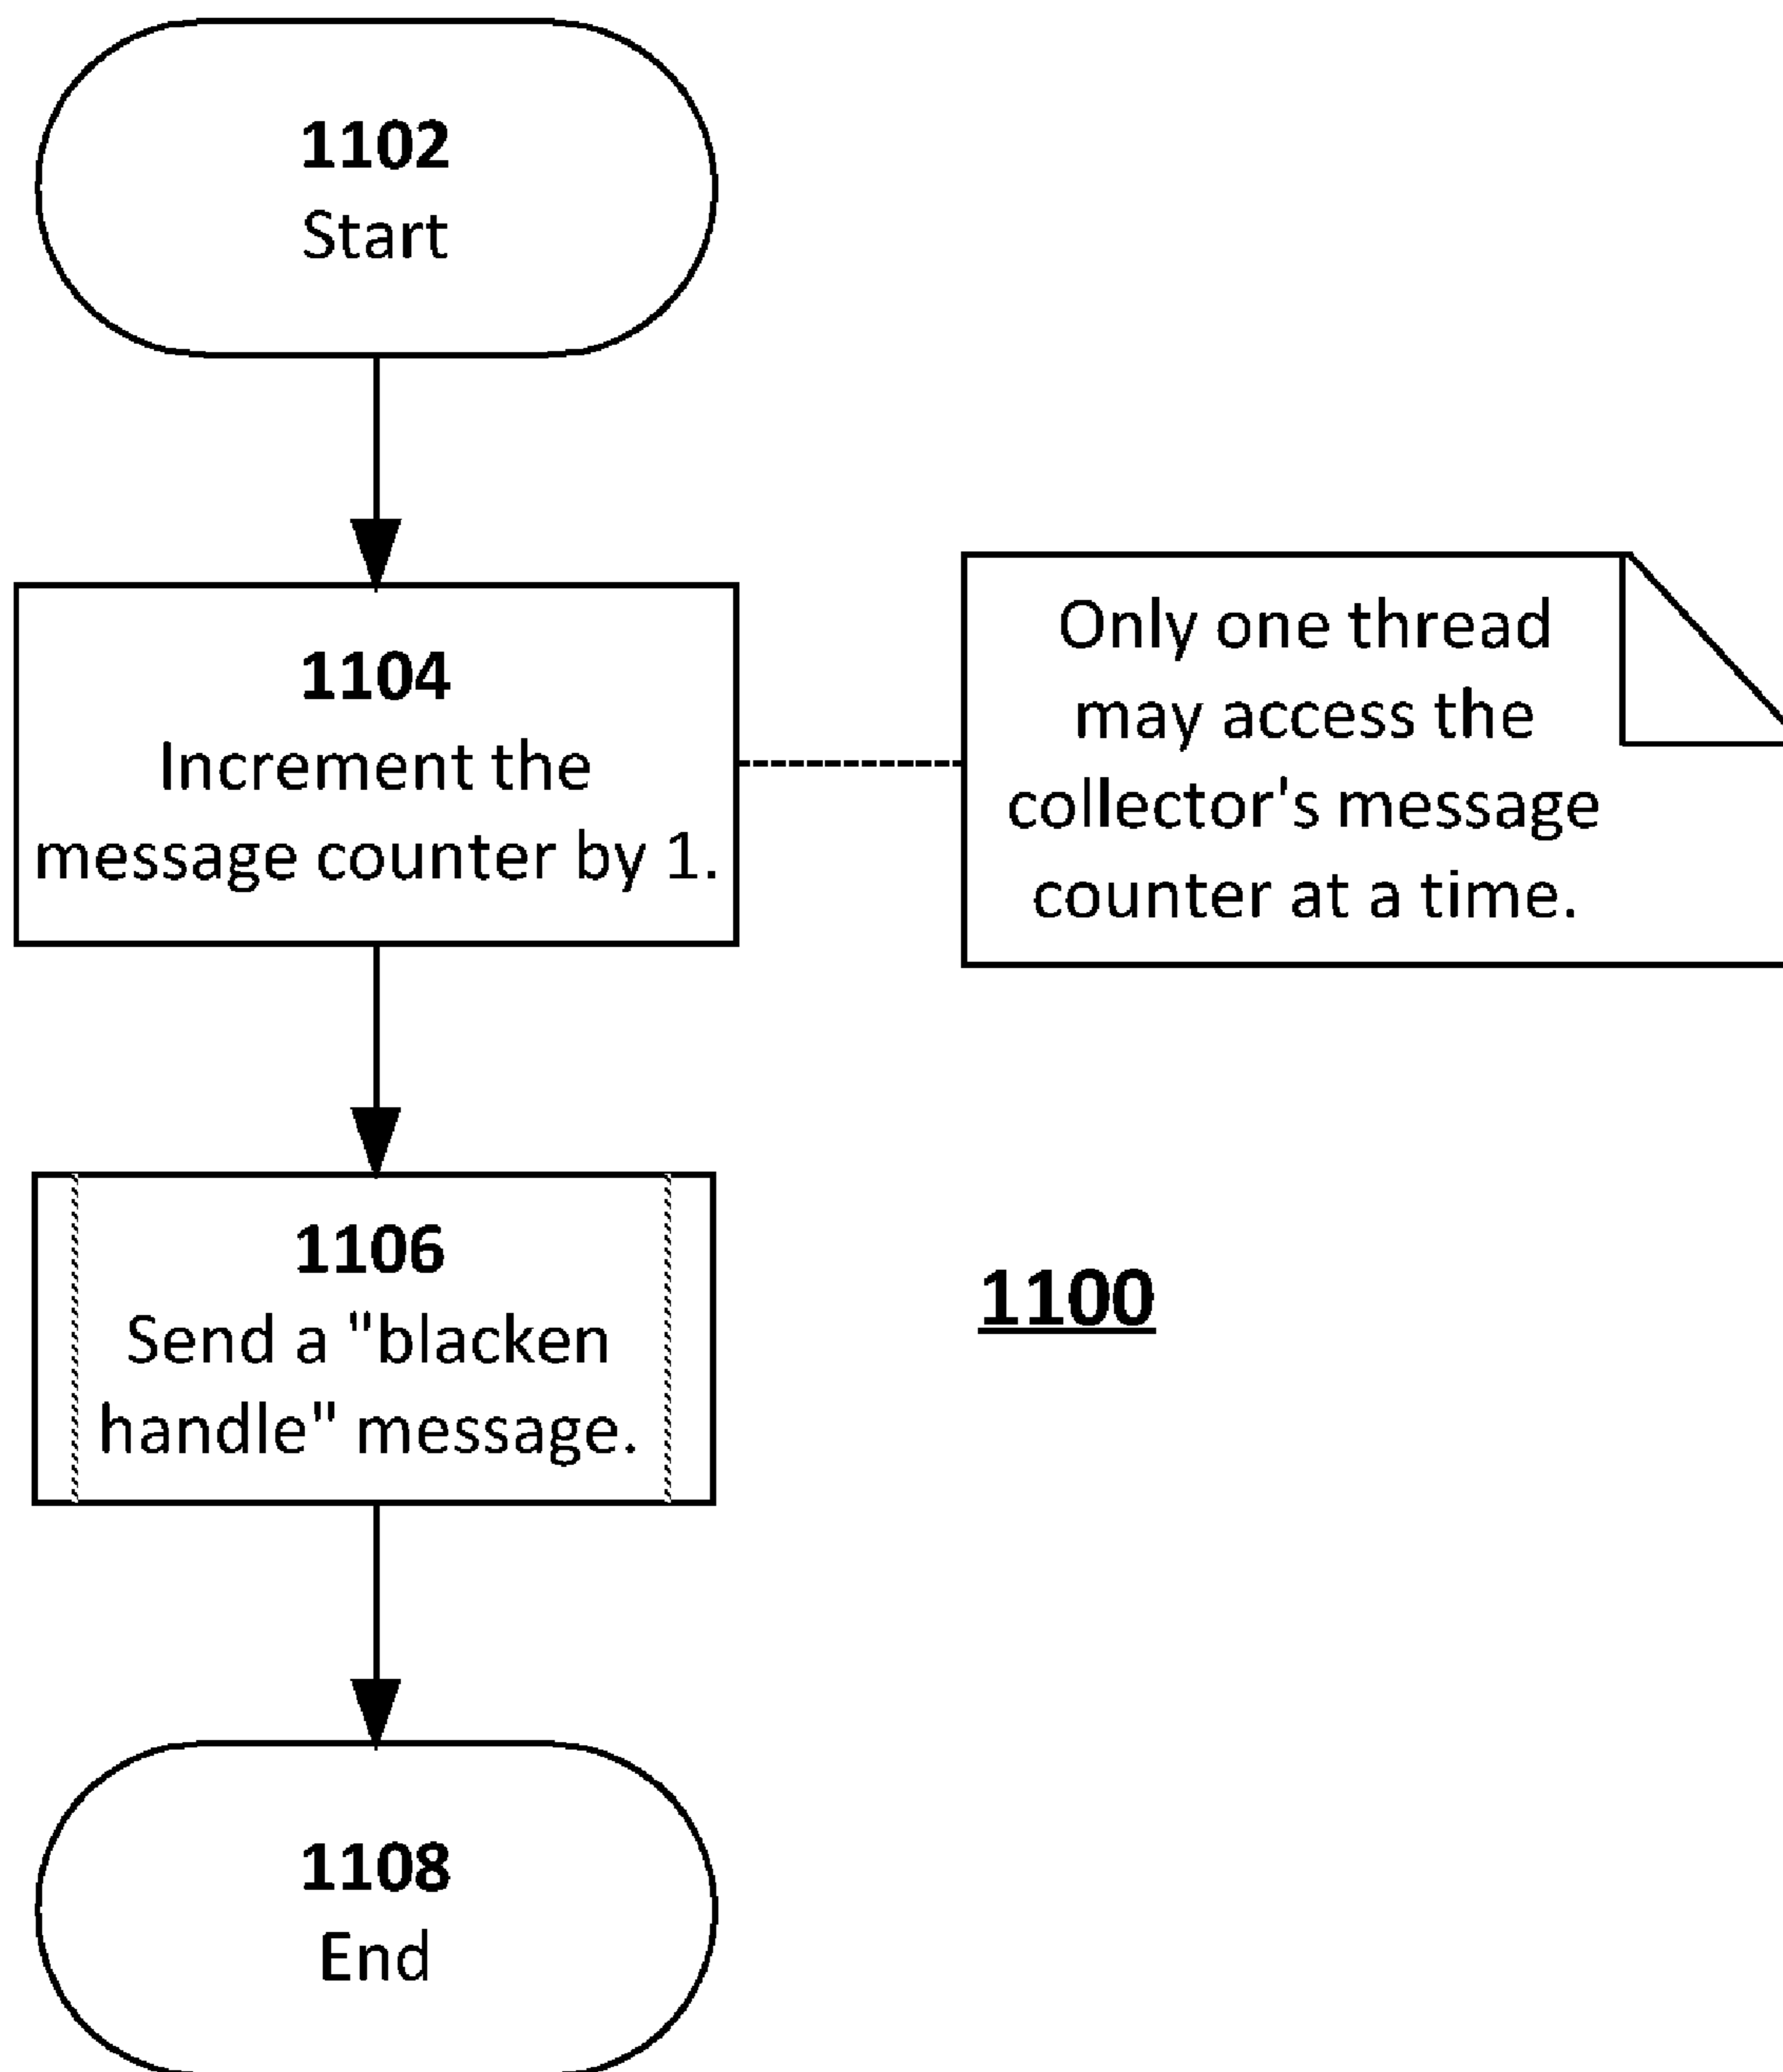 1102
Start
1104
Increment the
message counter by 1.
Only one thread
may access the
collector's message
counter at a time.
1106
Send a "blacken
handle" message.
1100
1108
End